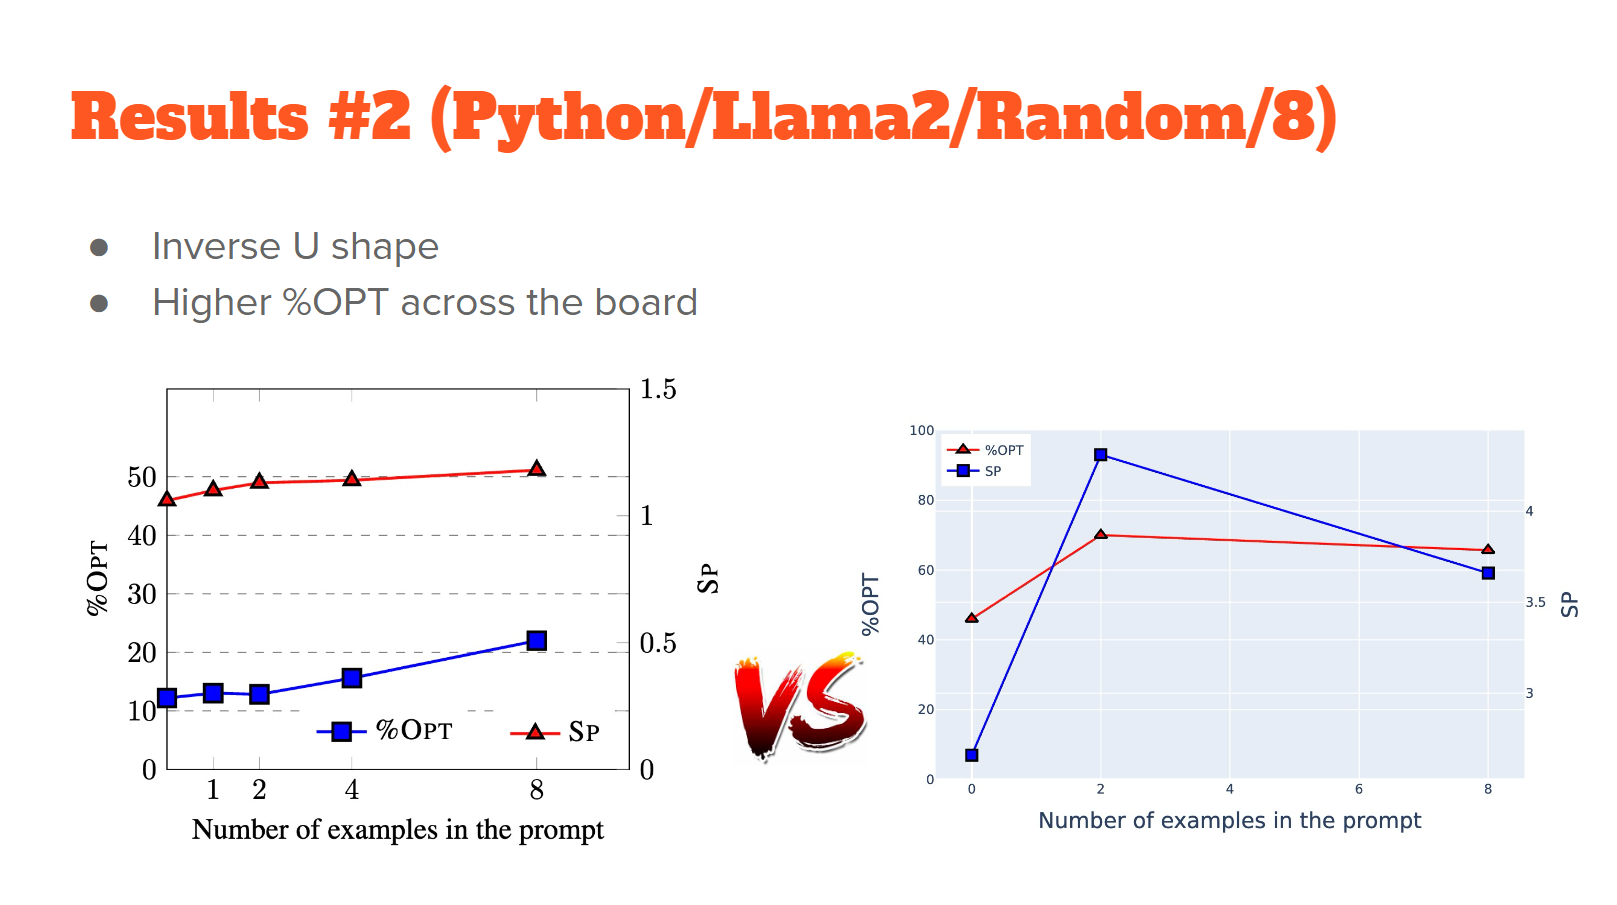 Results #2 (Python/Llama2/Random/8)
● Inverse U shape
● Higher %OPT across the board
1.5
50
40
30
20
10
0
%OPT
1
0.5
0
SP
%OPT
SP
1 2 4 8
Number of examples in the prompt
VS
100
80
60
40
20
0
%OPT
%OPT
SP
4
3.5
3
SP
0 2 4 6 8
Number of examples in the prompt